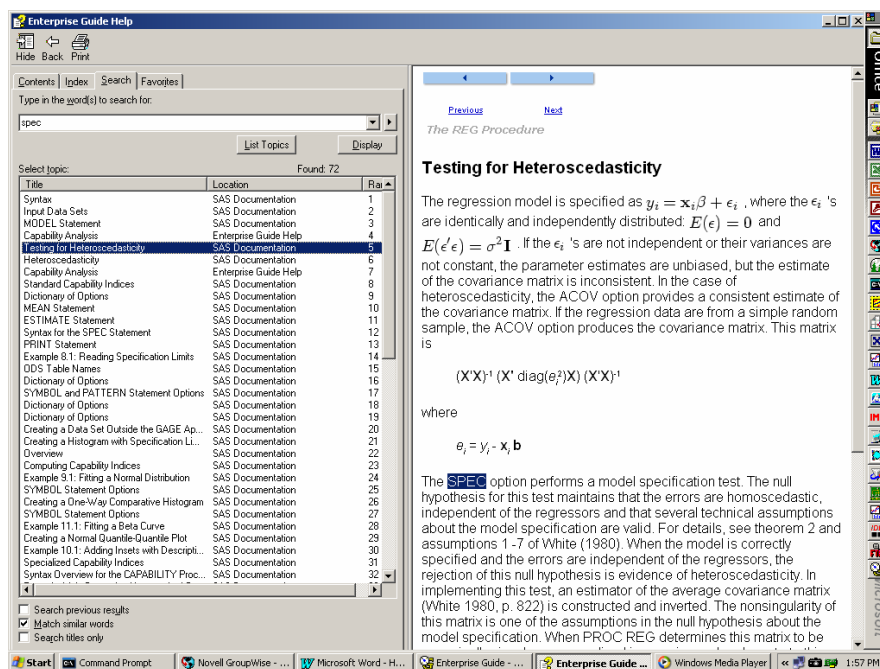 Enterprise Guide Help
Hide Back Print
Contents Index Search Favorites
Type in the word(s) to search for:
spec
List Topics Display
Select topic: Found: 72
Title Location Ra
Syntax SAS Documentation 1
Input Data Sets SAS Documentation 2
MODEL Statement SAS Documentation 3
Capability Analysis Enterprise Guide Help 4
Testing for Heteroscedasticity SAS Documentation 5
Heteroscedasticity SAS Documentation 6
Capability Analysis Enterprise Guide Help 7
Standard Capability Indices SAS Documentation 8
Dictionary of Options SAS Documentation 9
MEAN Statement SAS Documentation 10
ESTIMATE Statement SAS Documentation 11
Syntax for the SPEC Statement SAS Documentation 12
PRINT Statement SAS Documentation 13
Example 8.1: Reading Specification Limits SAS Documentation 14
ODS Table Names SAS Documentation 15
Dictionary of Options SAS Documentation 16
SYMBOL and PATTERN Statement Options SAS Documentation 17
Dictionary of Options SAS Documentation 18
Dictionary of Options SAS Documentation 19
Creating a Data Set Outside the GAGE Ap... SAS Documentation 20
Creating a Histogram with Specification Li... SAS Documentation 21
Overview SAS Documentation 22
Computing Capability Indices SAS Documentation 23
Example 9.1: Fitting a Normal Distribution SAS Documentation 24
SYMBOL Statement Options SAS Documentation 25
Creating a One-Way Comparative Histogram SAS Documentation 26
SYMBOL Statement Options SAS Documentation 27
Example 11.1: Fitting a Beta Curve SAS Documentation 28
Creating a Normal Quantile-Quantile Plot SAS Documentation 29
Example 10.1: Adding Insets with Descripti... SAS Documentation 30
Specialized Capability Indices SAS Documentation 31
Syntax Overview for the CAPABILITY Proc... SAS Documentation 32
Search previous results
Match similar words
Search titles only
Previous Next
The REG Procedure
Testing for Heteroscedasticity
The regression model is specified as yᵢ = xᵢβ + ϵᵢ , where the ϵᵢ 's
are identically and independently distributed: E(ϵ) = 0 and
E(ϵ′ϵ) = σ²I . If the ϵᵢ 's are not independent or their variances are
not constant, the parameter estimates are unbiased, but the estimate
of the covariance matrix is inconsistent. In the case of
heteroscedasticity, the ACOV option provides a consistent estimate of
the covariance matrix. If the regression data are from a simple random
sample, the ACOV option produces the covariance matrix. This matrix
is
(X'X)⁻¹ (X' diag(eᵢ²)X) (X'X)⁻¹
where
eᵢ = yᵢ - xᵢ b
The SPEC option performs a model specification test. The null
hypothesis for this test maintains that the errors are homoscedastic,
independent of the regressors and that several technical assumptions
about the model specification are valid. For details, see theorem 2 and
assumptions 1 -7 of White (1980). When the model is correctly
specified and the errors are independent of the regressors, the
rejection of this null hypothesis is evidence of heteroscedasticity. In
implementing this test, an estimator of the average covariance matrix
(White 1980, p. 822) is constructed and inverted. The nonsingularity of
this matrix is one of the assumptions in the null hypothesis about the
model specification. When PROC REG determines this matrix to be
Office
Microsoft
Start Command Prompt Novell GroupWise - ... Microsoft Word - H... Enterprise Guide - ... Enterprise Guide ... Windows Media Player « 1:57 PM